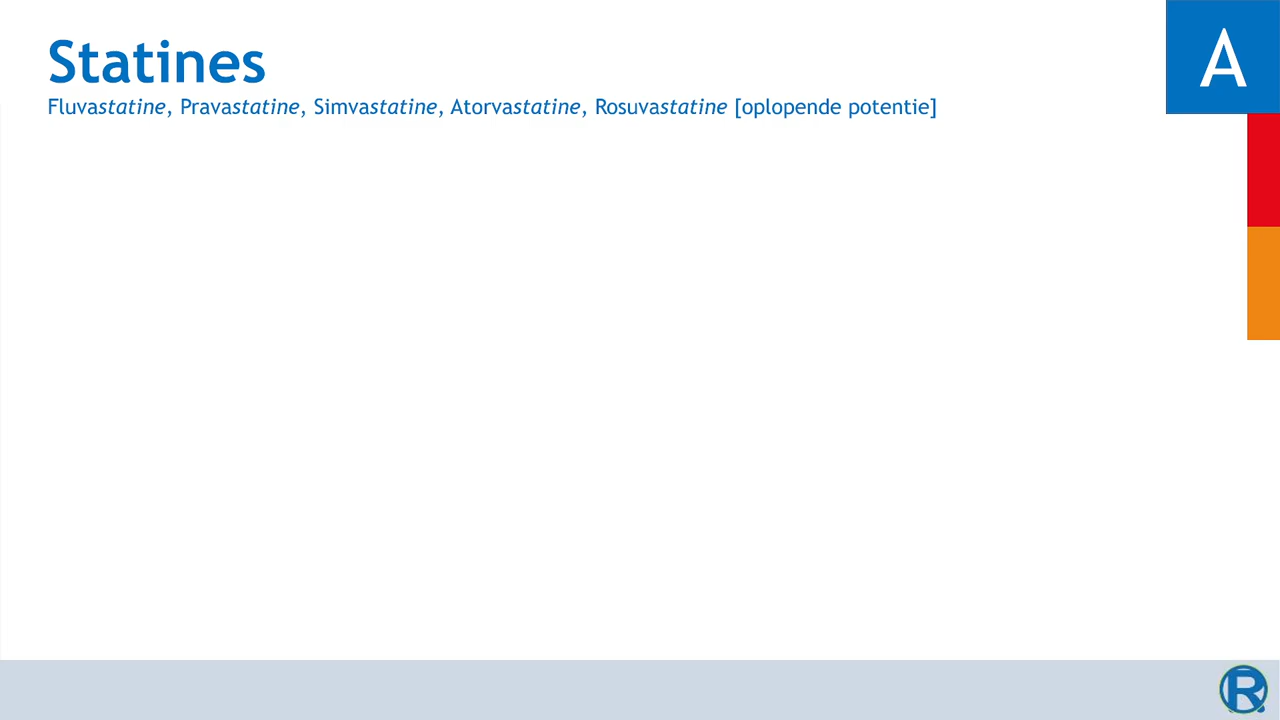 Statines
A
Fluvastatine, Pravastatine, Simvastatine, Atorvastatine, Rosuvastatine [oplopende potentie]
R